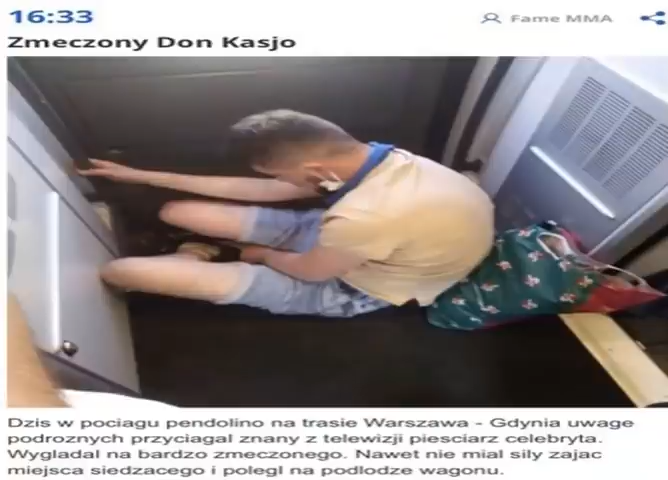 16:33
Fame MMA
Zmeczony Don Kasjo
Dzis w pociagu pendolino na trasie Warszawa - Gdynia uwage
podroznych przyciagal znany z telewizji piesciarz celebryta.
Wygladal na bardzo zmeczonego. Nawet nie mial sily zajac
miejsca siedzacego i polegl na podlodze wagonu.